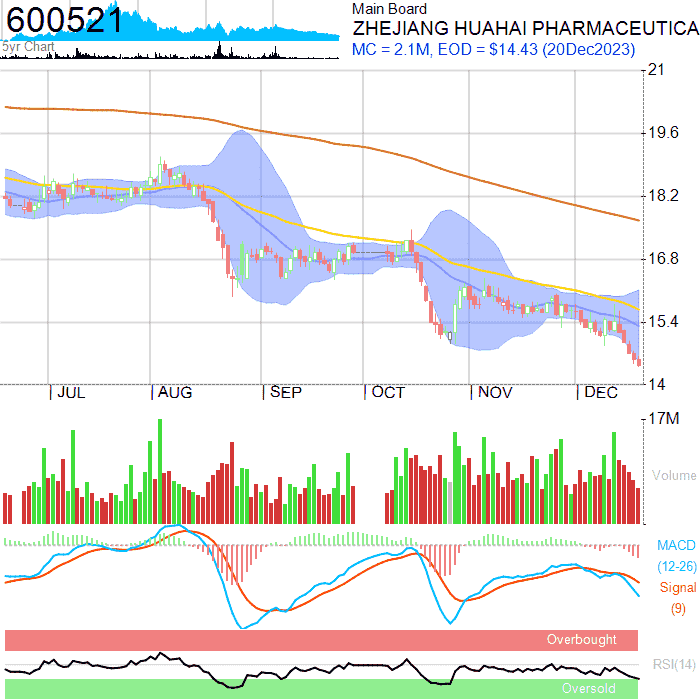 600521
5yr Chart
Main Board
ZHEJIANG HUAHAI PHARMACEUTICA
MC = 2.1M, EOD = $14.43 (20Dec2023)
21
19.6
18.2
16.8
15.4
14
JUL AUG SEP OCT NOV DEC
17M
Volume
MACD
(12-26)
Signal
(9)
Overbought
RSI(14)
Oversold